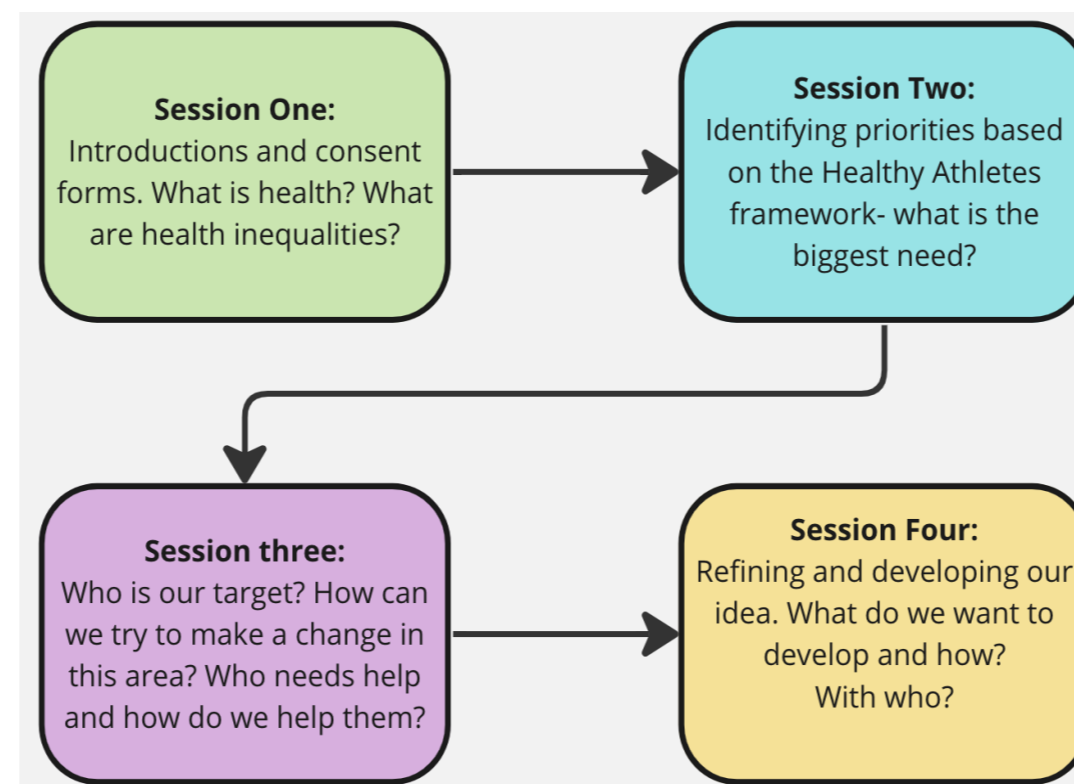 Session One:
Introductions and consent
forms. What is health? What
are health inequalities?
Session Two:
Identifying priorities based
on the Healthy Athletes
framework- what is the
biggest need?
Session three:
Who is our target? How can
we try to make a change in
this area? Who needs help
and how do we help them?
Session Four:
Refining and developing our
idea. What do we want to
develop and how?
With who?